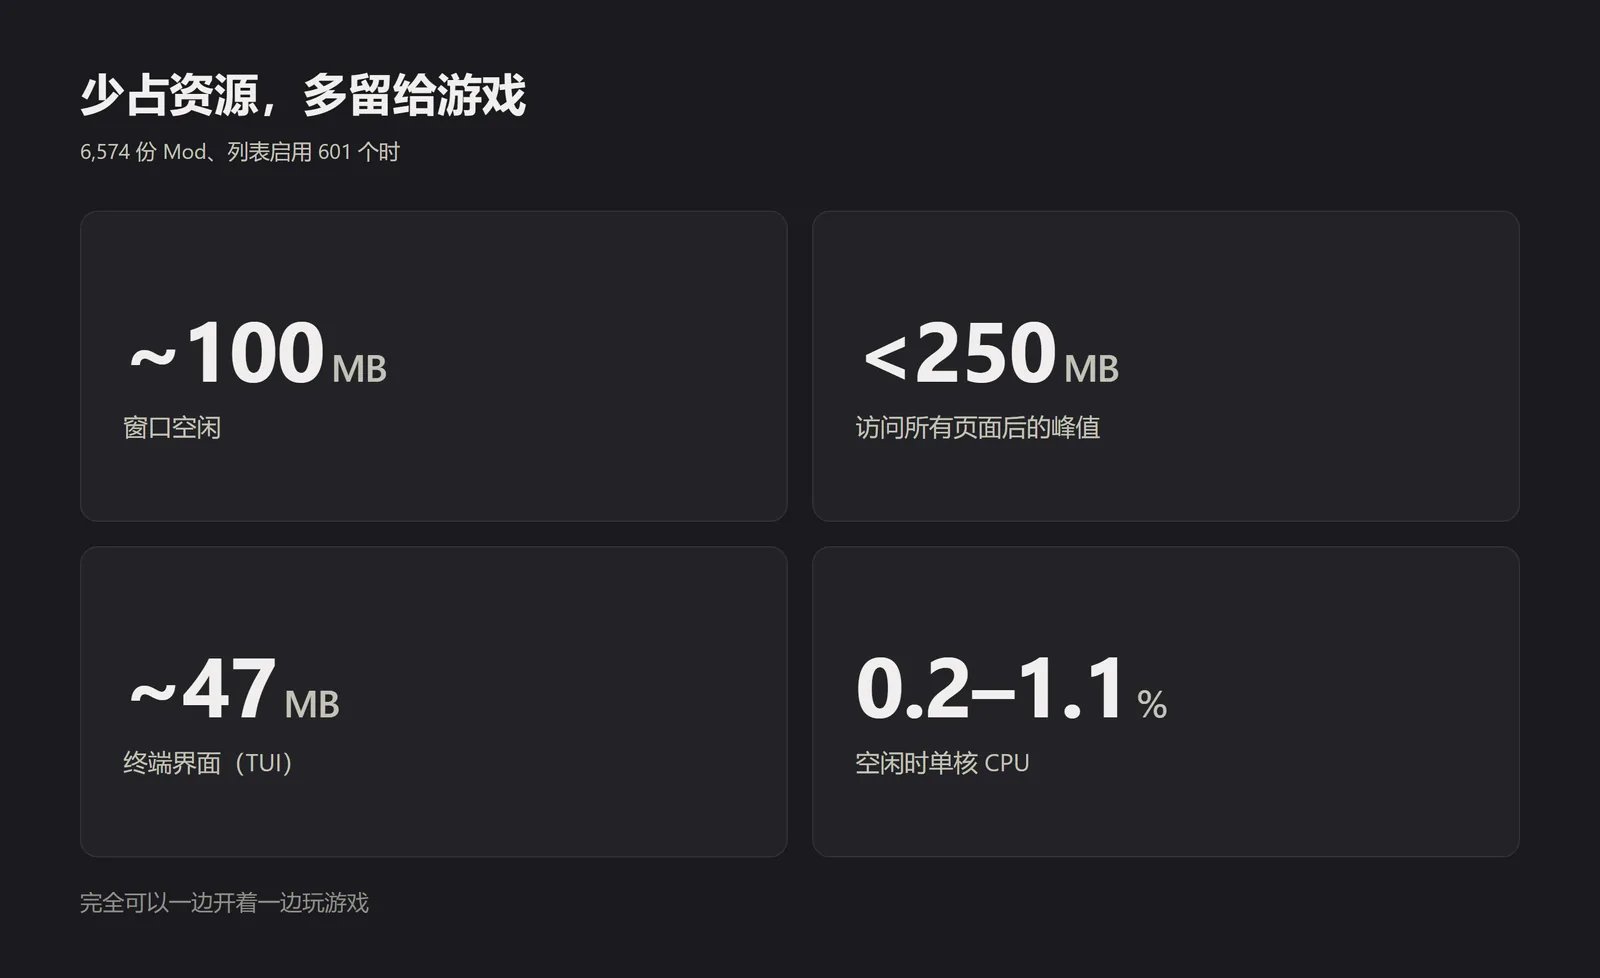 少占资源，多留给游戏
6,574 份 Mod、列表启用 601 个时
~100 MB
窗口空闲
<250 MB
访问所有页面后的峰值
~47 MB
终端界面（TUI）
0.2–1.1 %
空闲时单核 CPU
完全可以一边开着一边玩游戏